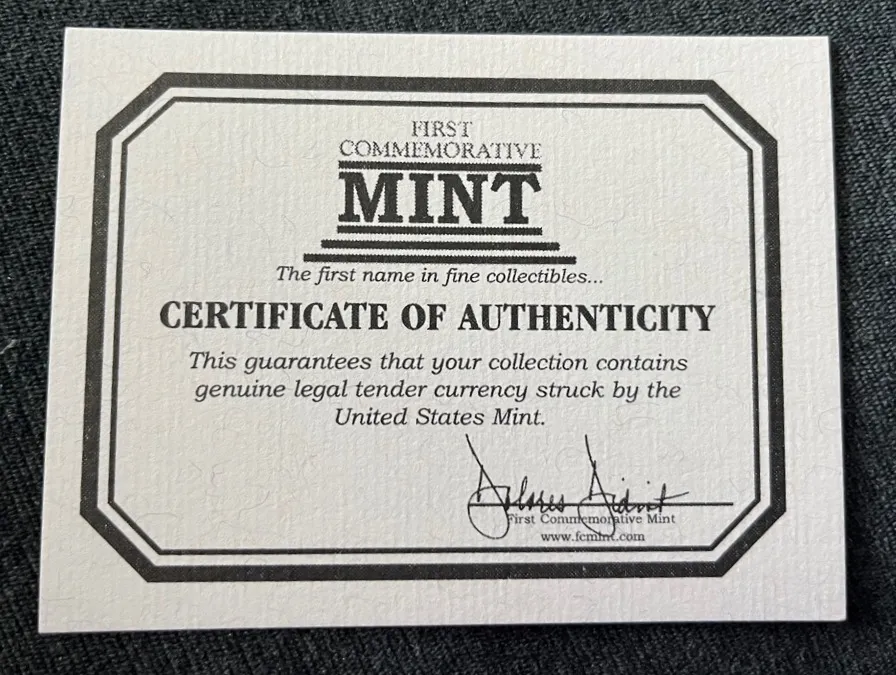 FIRST
COMMEMORATIVE
MINT
The first name in fine collectibles...
CERTIFICATE OF AUTHENTICITY
This guarantees that your collection contains
genuine legal tender currency struck by the
United States Mint.
First Commemorative Mint
www.fcmint.com